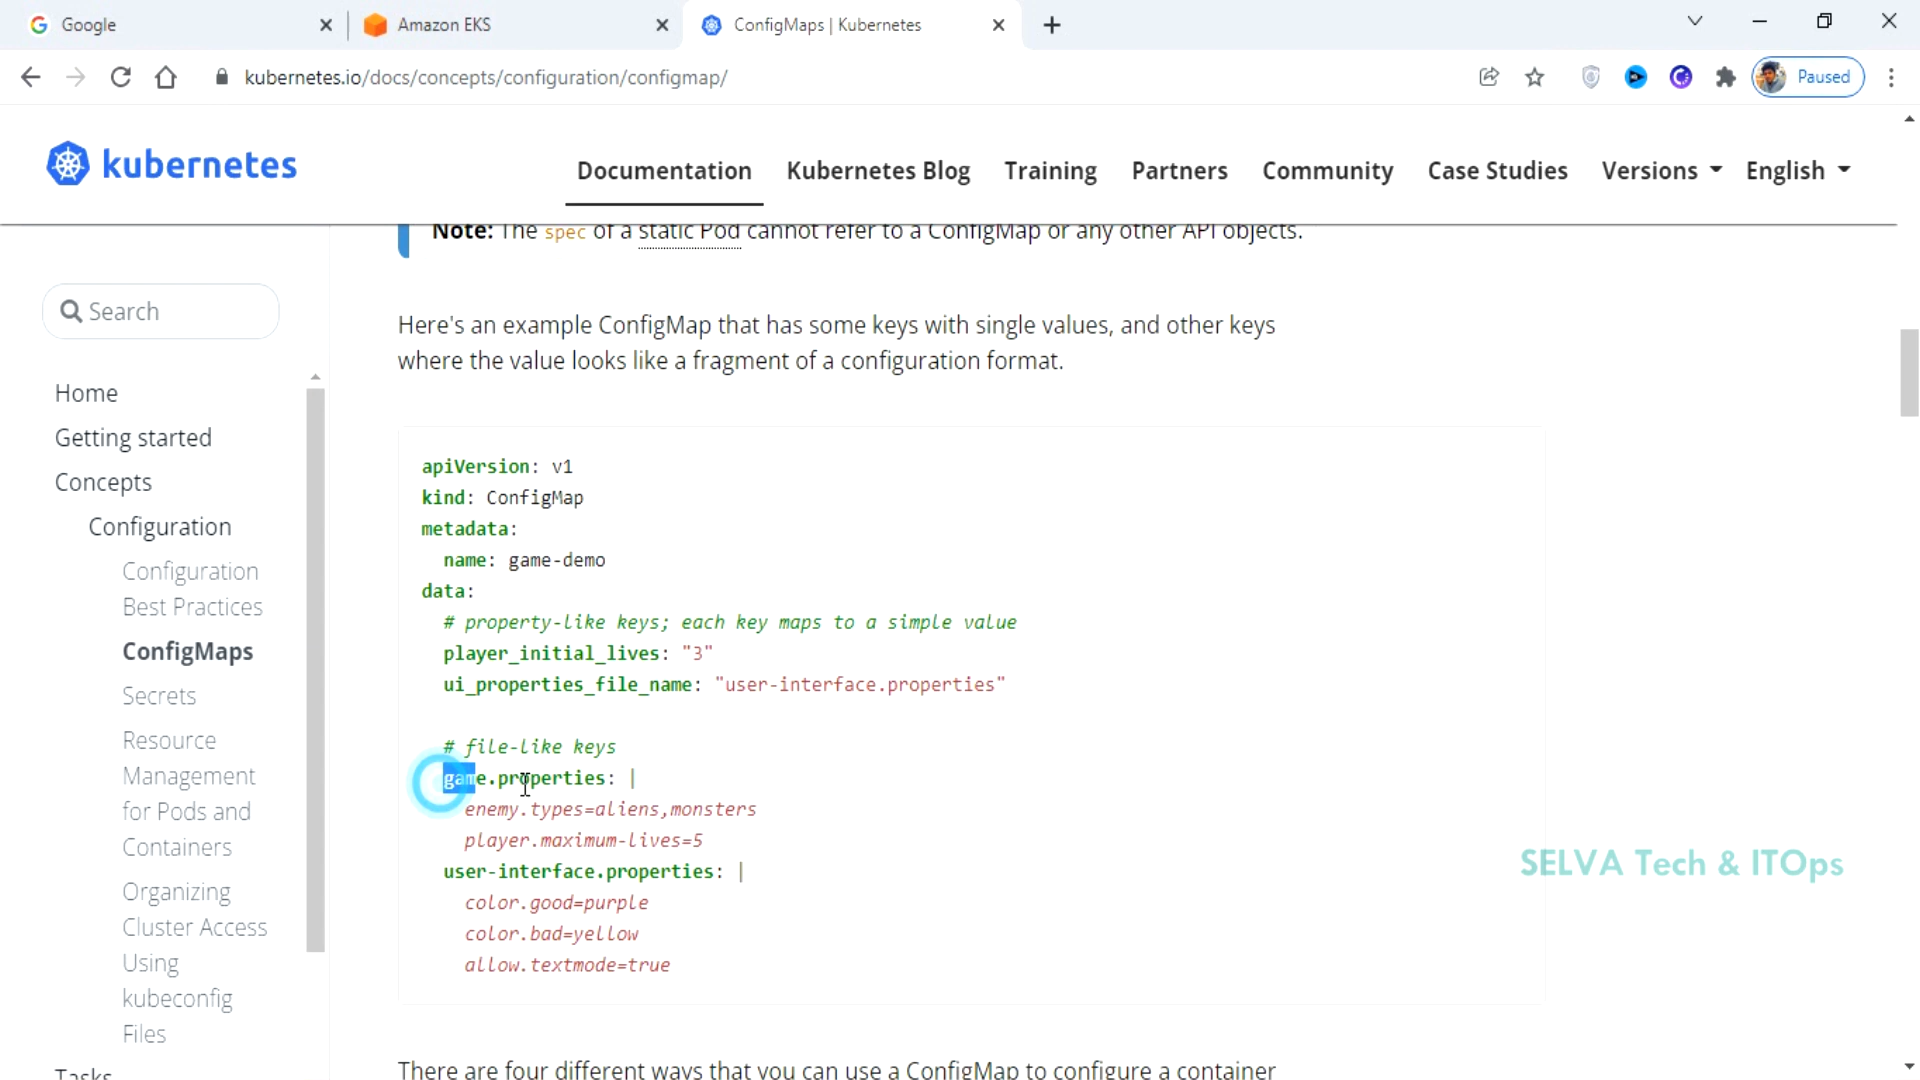 Google
Amazon EKS
ConfigMaps | Kubernetes
kubernetes.io/docs/concepts/configuration/configmap/
Paused
kubernetes
Documentation
Kubernetes Blog
Training
Partners
Community
Case Studies
Versions
English
Note: The spec of a static Pod cannot refer to a ConfigMap or any other API objects.
Search
Home
Getting started
Concepts
Configuration
Configuration
Best Practices
ConfigMaps
Secrets
Resource
Management
for Pods and
Containers
Organizing
Cluster Access
Using
kubeconfig
Files
Tasks
Here's an example ConfigMap that has some keys with single values, and other keys
where the value looks like a fragment of a configuration format.
apiVersion: v1
kind: ConfigMap
metadata:
  name: game-demo
data:
  # property-like keys; each key maps to a simple value
  player_initial_lives: "3"
  ui_properties_file_name: "user-interface.properties"
  # file-like keys
  game.properties: |
    enemy.types=aliens,monsters
    player.maximum-lives=5
  user-interface.properties: |
    color.good=purple
    color.bad=yellow
    allow.textmode=true
SELVA Tech & ITOps
There are four different ways that you can use a ConfigMap to configure a container